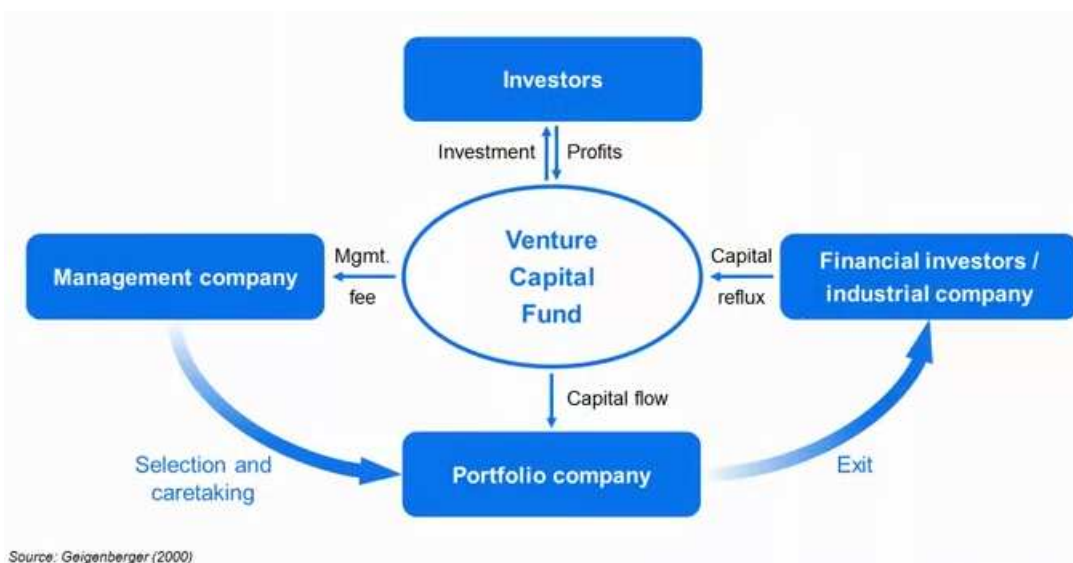 Investors
Investment
Profits
Venture
Capital
Fund
Mgmt.
fee
Management company
Capital
reflux
Financial investors /
industrial company
Capital flow
Selection and
caretaking
Portfolio company
Exit
Source: Geigenberger (2000)